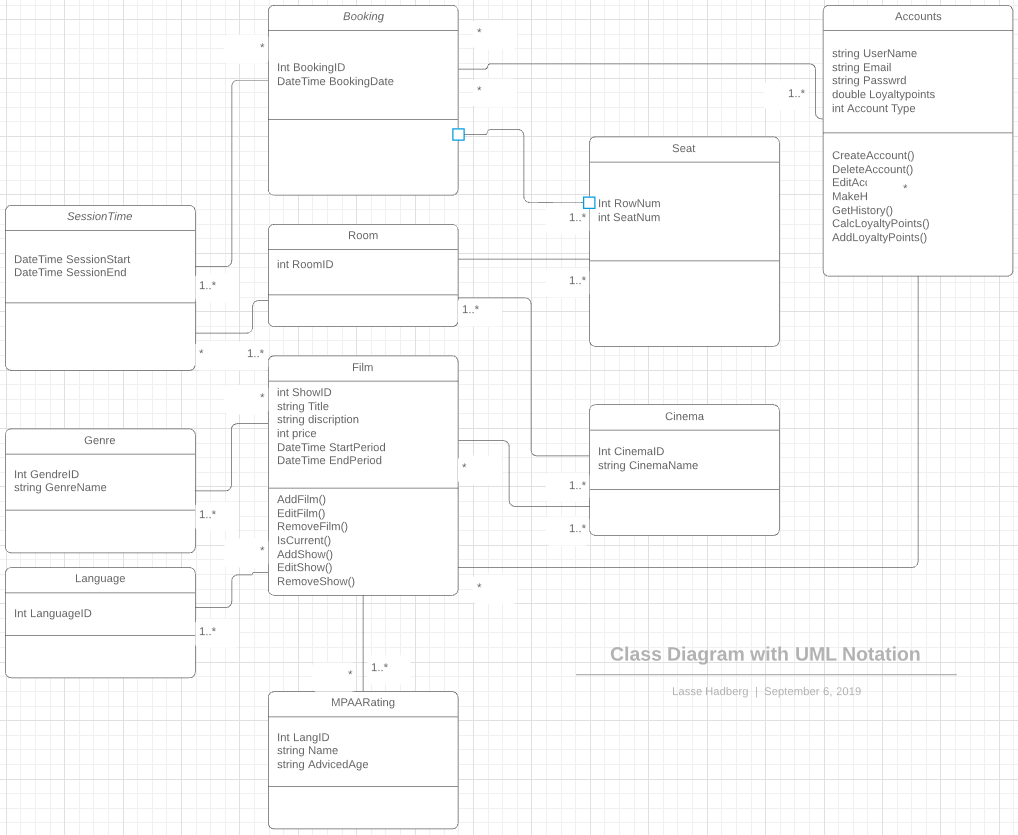 Booking
Int BookingID
DateTime BookingDate
*
*
*
Accounts
string UserName
string Email
string Passwrd
double Loyaltypoints
int Account Type
1..*
CreateAccount()
DeleteAccount()
EditAcc
MakeH
GetHistory()
CalcLoyaltyPoints()
AddLoyaltyPoints()
*
Seat
Int RowNum
int SeatNum
1..*
1..*
SessionTime
DateTime SessionStart
DateTime SessionEnd
1..*
*
Room
int RoomID
1..*
1..*
Film
int ShowID
string Title
string discription
int price
DateTime StartPeriod
DateTime EndPeriod
AddFilm()
EditFilm()
RemoveFilm()
IsCurrent()
AddShow()
EditShow()
RemoveShow()
*
*
*
*
Cinema
Int CinemaID
string CinemaName
1..*
1..*
Genre
Int GendreID
string GenreName
1..*
Language
Int LanguageID
1..*
*
1..*
MPAARating
Int LangID
string Name
string AdvicedAge
Class Diagram with UML Notation
Lasse Hadberg | September 6, 2019